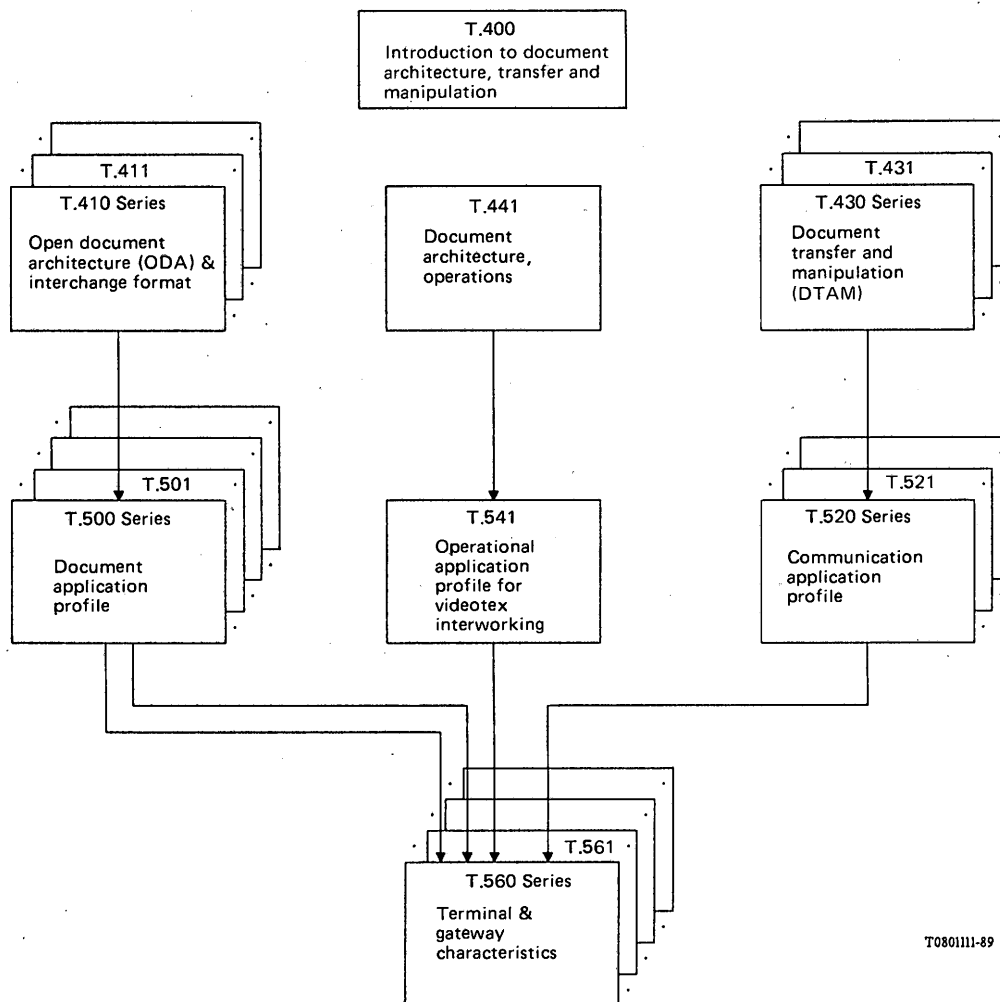 T.400
Introduction to document
architecture, transfer and
manipulation
T.411
T.410 Series
Open document
architecture (ODA) &
interchange format
T.441
Document
architecture,
operations
T.431
T.430 Series
Document
transfer and
manipulation
(DTAM)
T.501
T.500 Series
Document
application
profile
T.541
Operational
application
profile for
videotex
interworking
T.521
T.520 Series
Communication
application
profile
T.561
T.560 Series
Terminal &
gateway
characteristics
T0801111-89